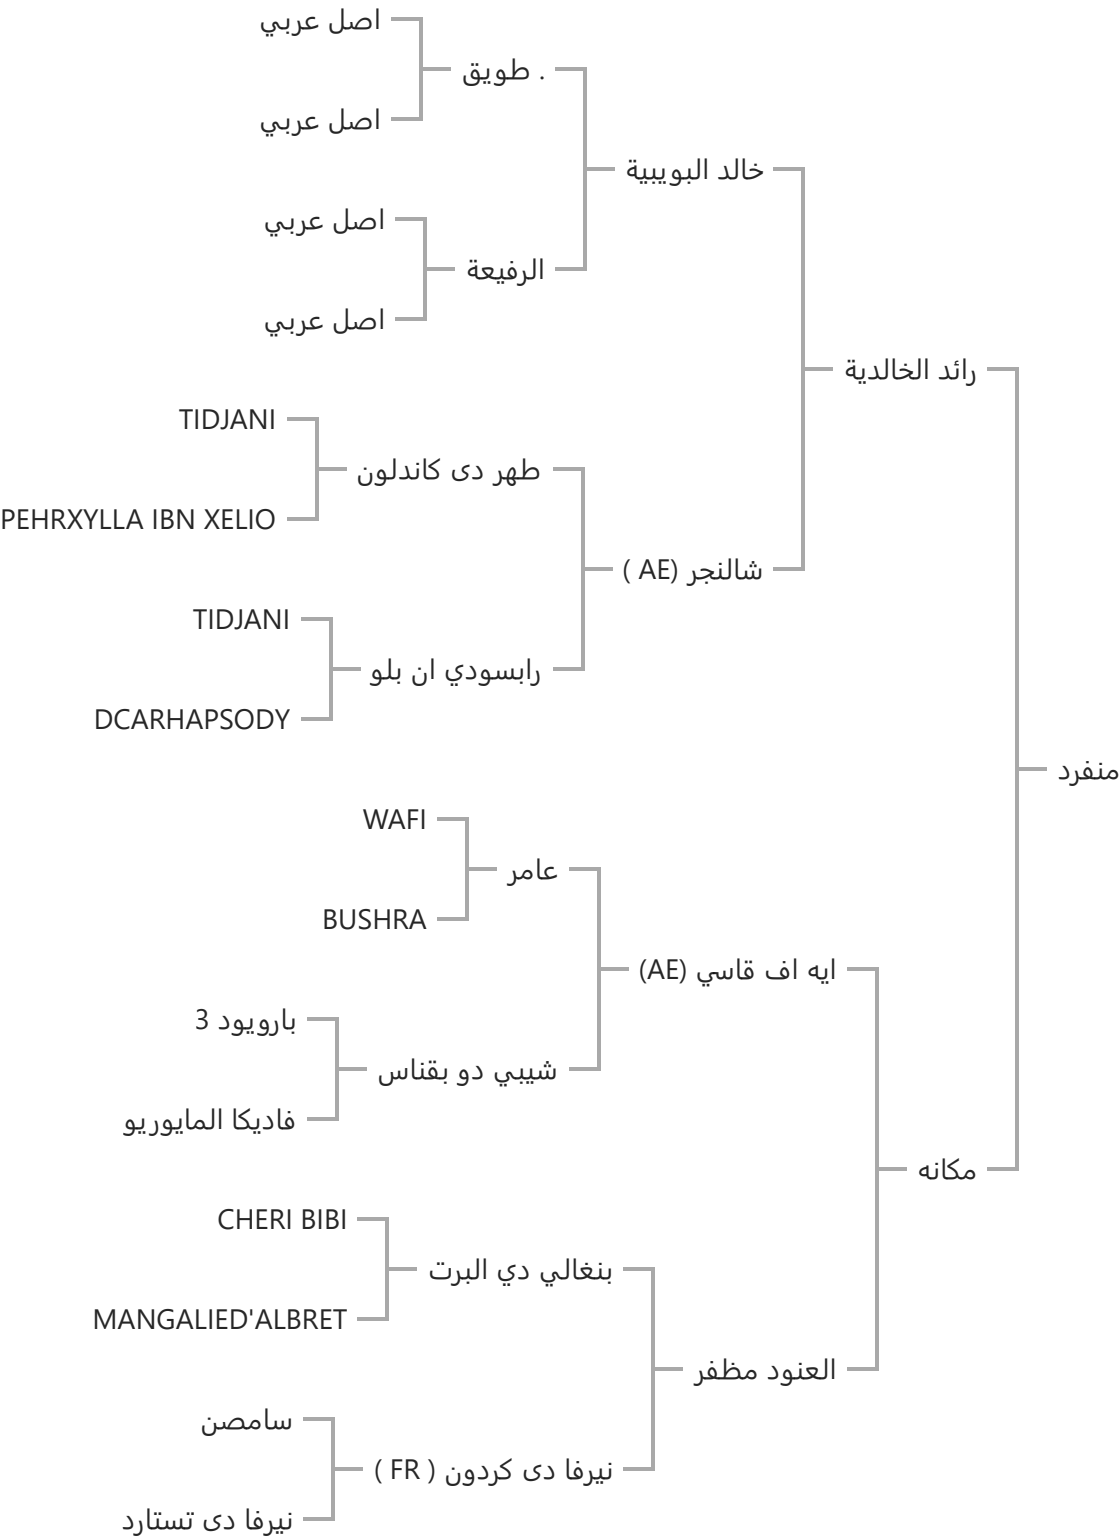 اصل عربي
. طويق
اصل عربي
خالد البويبية
اصل عربي
الرفيعة
اصل عربي
رائد الخالدية
TIDJANI
طهر دى كاندلون
PEHRXYLLA IBN XELIO
شالنجر (AE )
TIDJANI
رابسودي ان بلو
DCARHAPSODY
منفرد
WAFI
عامر
BUSHRA
ايه اف قاسي (AE)
بارويود 3
شيبي دو بقناس
فاديكا المايوريو
مكانه
CHERI BIBI
بنغالي دي البرت
MANGALIED'ALBRET
العنود مظفر
سامصن
نيرفا دى كردون ( FR )
نيرفا دى تستارد